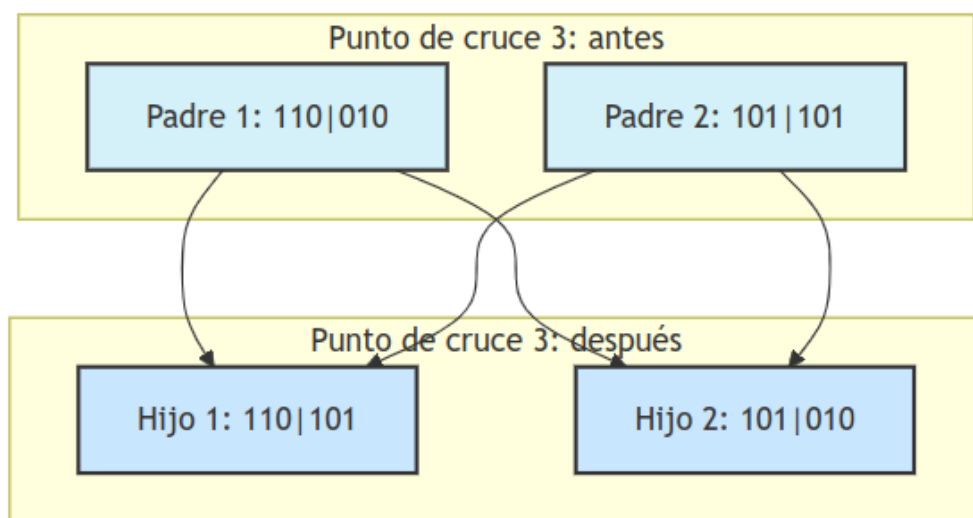 Punto de cruce 3: antes
Padre 1: 110|010
Padre 2: 101|101
Punto de cruce 3: después
Hijo 1: 110|101
Hijo 2: 101|010